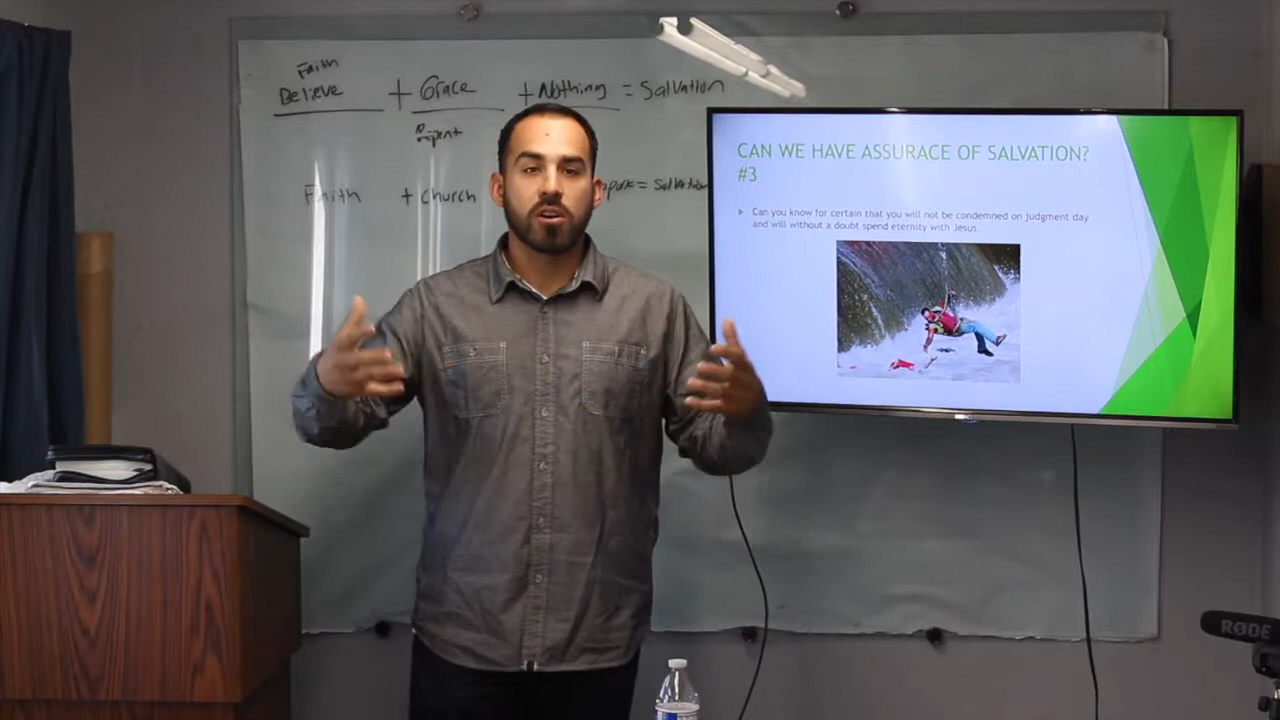 Faith
Believe + Grace + Nothing = Salvation
Repent
Faith + church = Salvation
CAN WE HAVE ASSURACE OF SALVATION?
#3
Can you know for certain that you will not be condemned on judgment day
and will without a doubt spend eternity with Jesus.
RØDE